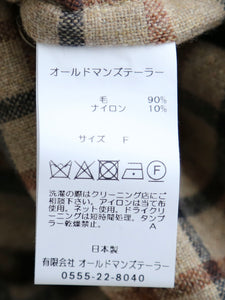 オールドマンズテーラー
毛 90%
ナイロン 10%
サイズ F
洗濯の際はクリーニング店にご
相談下さい。アイロンは当て布
使用。ネット使用。ドライクリ
ーニングは短時間処理。タンブ
ラー乾燥禁止。 A
日本製
有限会社 オールドマンズテーラー
0555-22-8040